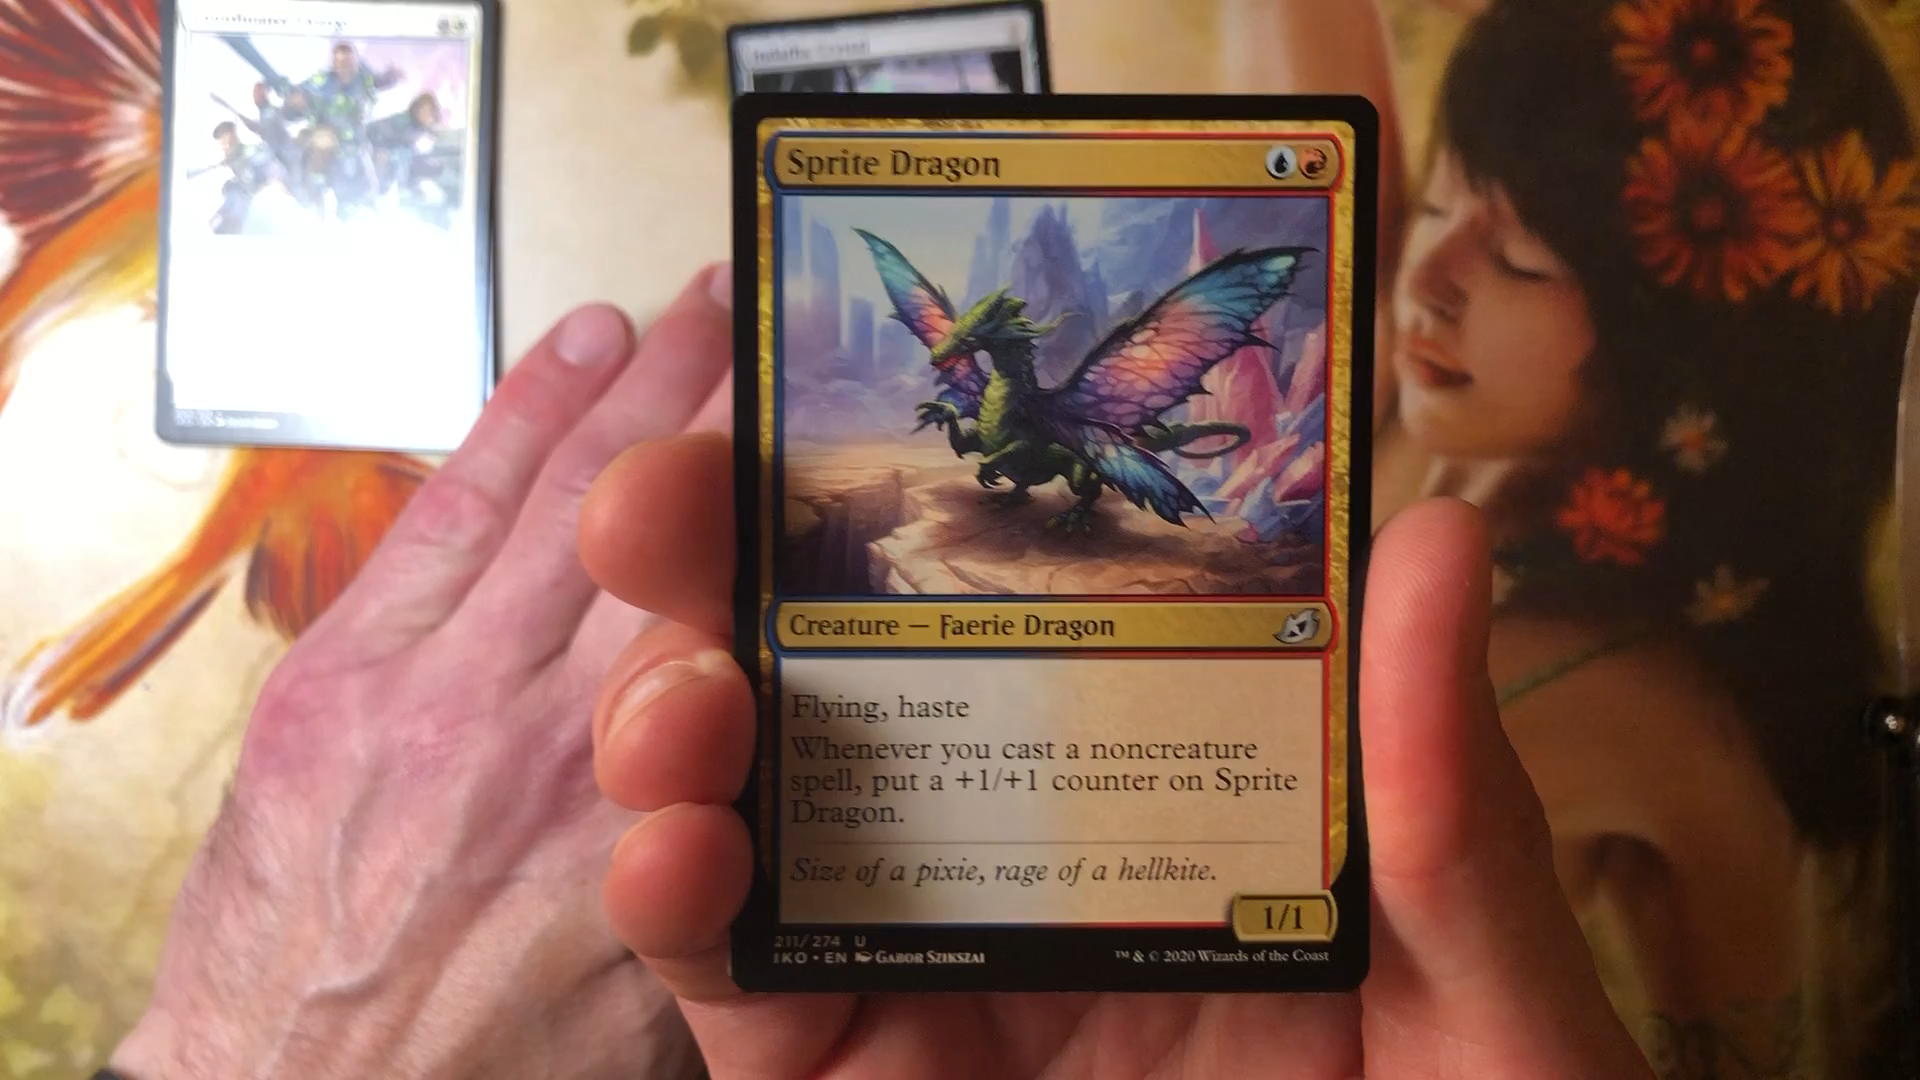 Sprite Dragon
Creature — Faerie Dragon
Flying, haste
Whenever you cast a noncreature
spell, put a +1/+1 counter on Sprite
Dragon.
Size of a pixie, rage of a hellkite.
1/1
211/274 U
IKO • EN GABOR SZIKSZAI
™ & © 2020 Wizards of the Coast